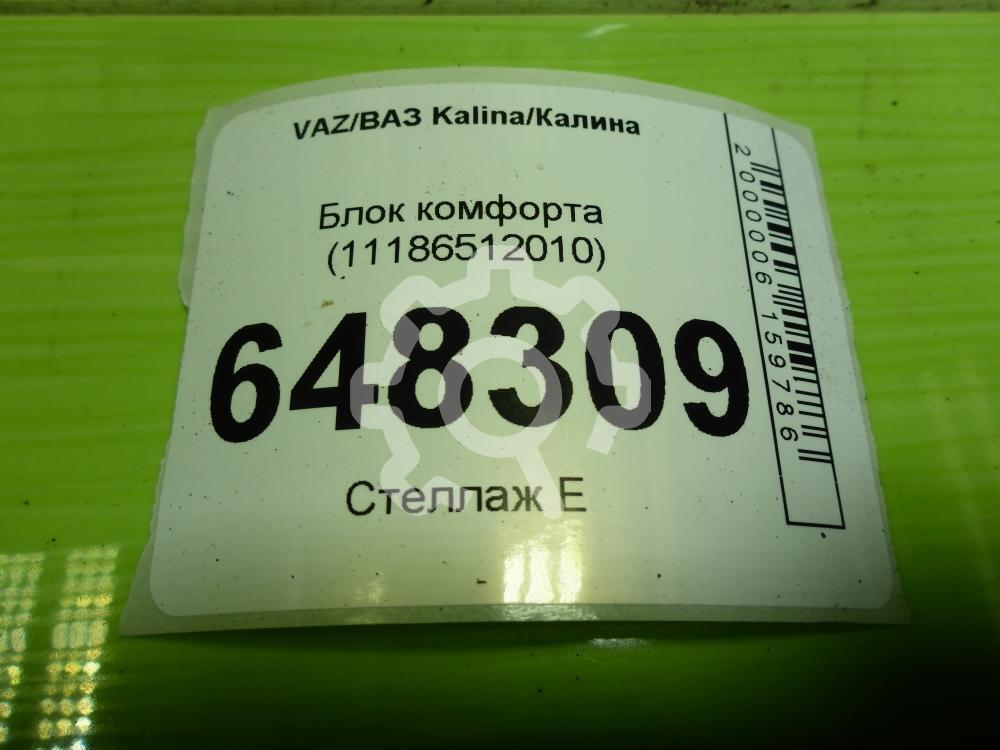 VAZ/ВАЗ Kalina/Калина
Блок комфорта
(11186512010)
648309
Стеллаж Е
2000006159786